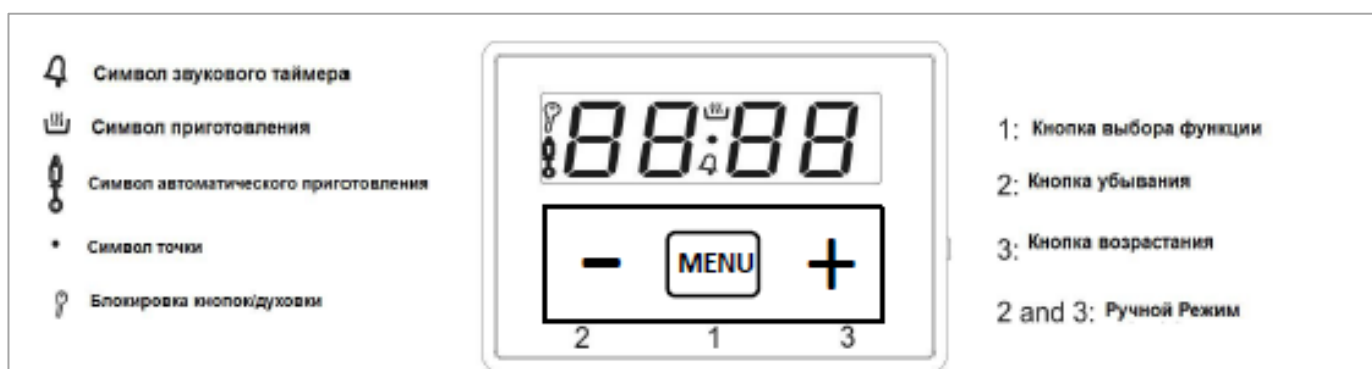 Символ звукового таймера
Символ приготовления
Символ автоматического приготовления
Символ точки
Блокировка кнопок/духовки
88:88
- MENU +
2 1 3
1: Кнопка выбора функции
2: Кнопка убывания
3: Кнопка возрастания
2 and 3: Ручной Режим